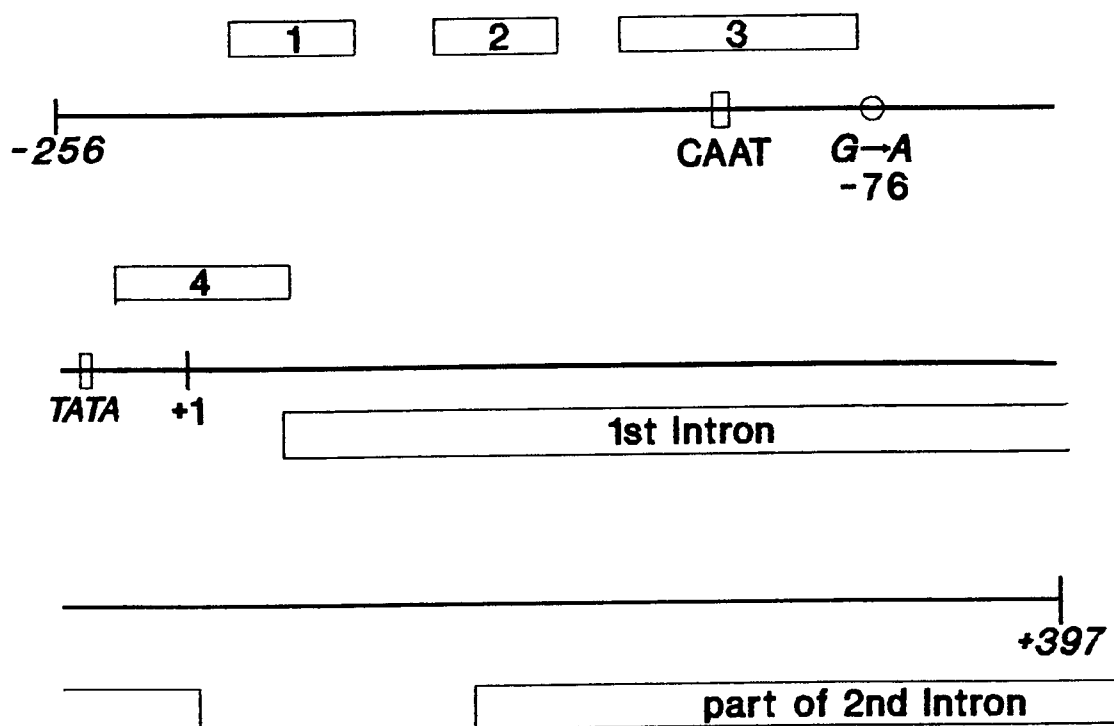 1 2 3
-256 CAAT G→A
-76
4
TATA +1
1st Intron
+397
part of 2nd Intron